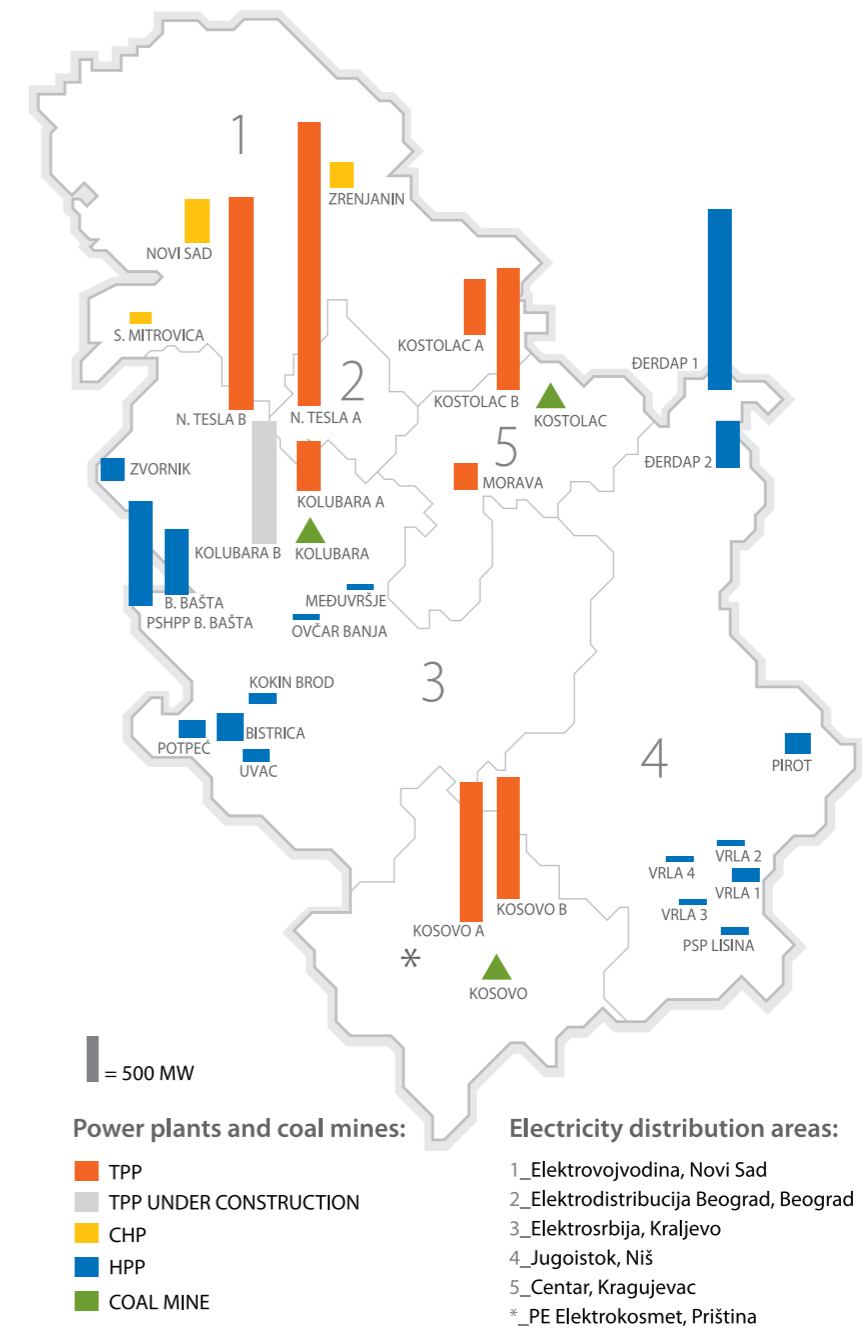 1
ZRENJANIN
NOVI SAD
S. MITROVICA
KOSTOLAC A
ĐERDAP 1
2
KOSTOLAC B
N. TESLA B
N. TESLA A
KOSTOLAC
5
ĐERDAP 2
ZVORNIK
MORAVA
KOLUBARA A
KOLUBARA B
KOLUBARA
B. BAŠTA
MEĐUVRŠJE
PSHPP B. BAŠTA
OVČAR BANJA
3
KOKIN BROD
POTPEĆ
BISTRICA
UVAC
4
PIROT
VRLA 2
VRLA 4
VRLA 1
VRLA 3
KOSOVO B
KOSOVO A
PSP LISINA
*
KOSOVO
= 500 MW
Power plants and coal mines:
TPP
TPP UNDER CONSTRUCTION
CHP
HPP
COAL MINE
Electricity distribution areas:
1_Elektrovojvodina, Novi Sad
2_Elektrodistribucija Beograd, Beograd
3_Elektrosrbija, Kraljevo
4_Jugoistok, Niš
5_Centar, Kragujevac
*_PE Elektrokosmet, Priština